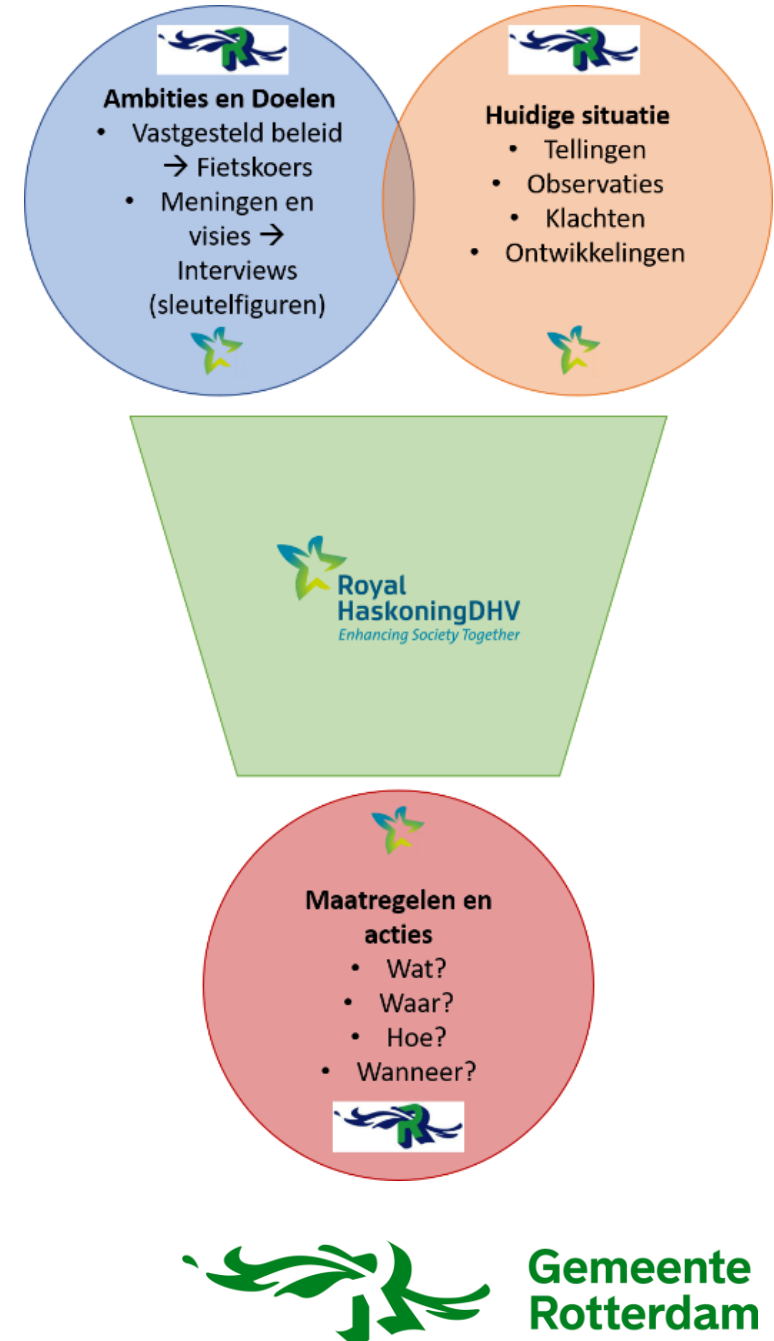 Ambities en Doelen
• Vastgesteld beleid
→ Fietskoers
• Meningen en
visies →
Interviews
(sleutelfiguren)
Huidige situatie
• Tellingen
• Observaties
• Klachten
• Ontwikkelingen
Royal
HaskoningDHV
Enhancing Society Together
Maatregelen en
acties
• Wat?
• Waar?
• Hoe?
• Wanneer?
Gemeente
Rotterdam